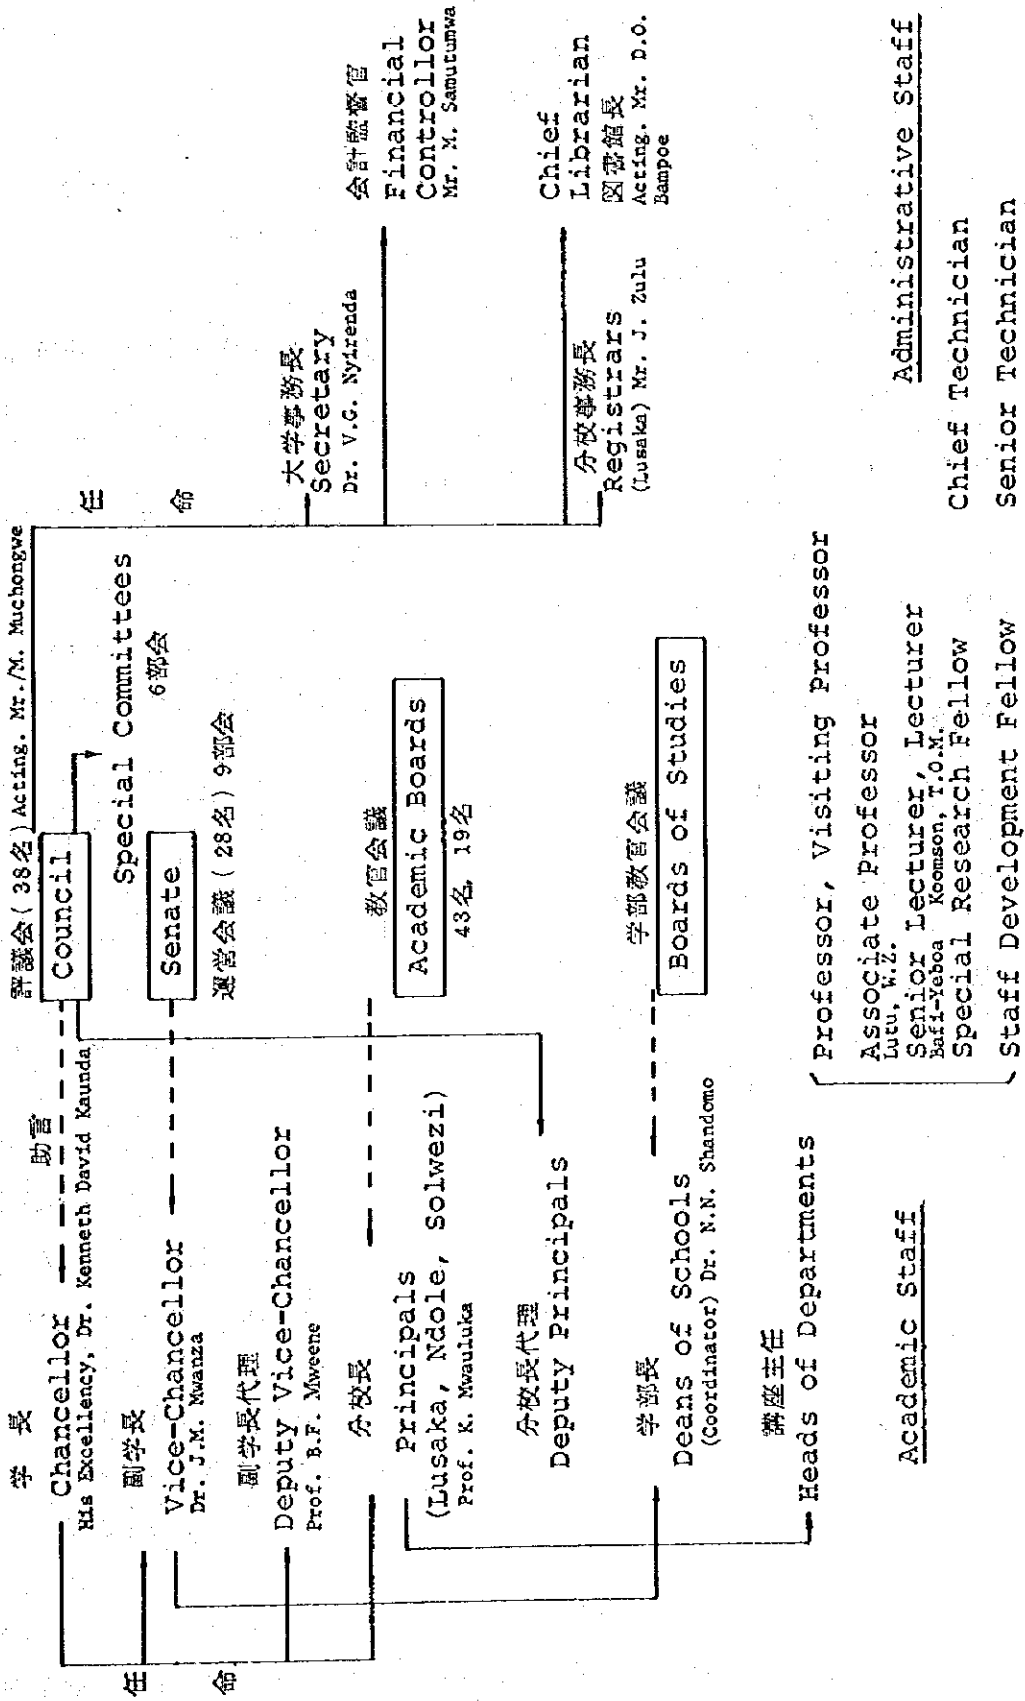 学 長
Chancellor
His Excellency, Dr. Kenneth David Kaunda
助言
評議会(38名)Acting. Mr./M. Muchongwe
Council
Special Committees
6部会
任
命
副学長
Vice-Chancellor
Dr. J.M. Mwanza
Senate
運営会議(28名)9部会
副学長代理
Deputy Vice-Chancellor
Prof. B.F. Mweene
任
命
大学事務長
Secretary
Dr. V.G. Nyirenda
会計監督官
Financial
Controllor
Mr. M. Samutumwa
分校長
Principals
(Lusaka, Ndole, Solwezi)
Prof. K. Mwauluka
教官会議
Academic Boards
43名, 19名
分校長代理
Deputy Principals
Chief
Librarian
図書館長
Acting. Mr. D.O.
Bampoe
分校事務長
Registrars
(Lusaka) Mr. J. Zulu
学部長
Deans of Schools
(Coordinator) Dr. N.N. Shandomo
学部教官会議
Boards of Studies
講座主任
Heads of Departments
Professor, Visiting Professor
Associate Professor
Lutu, W.Z.
Senior Lecturer, Lecturer
Bafi-Yeboa Koomson, T.O.M.
Special Research Fellow
Staff Development Fellow
Academic Staff
Administrative Staff
Chief Technician
Senior Technician